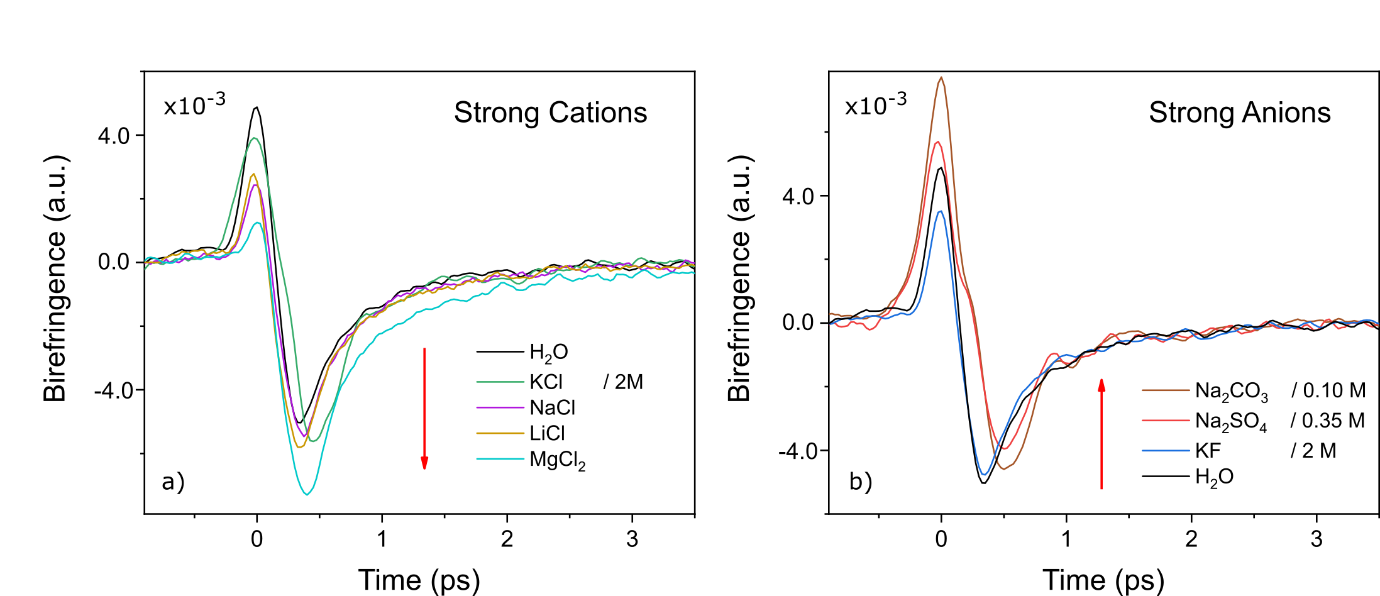 x10⁻³
Strong Cations
Birefringence (a.u.)
4.0
0.0
-4.0
H₂O
KCl / 2M
NaCl
LiCl
MgCl₂
a)
0 1 2 3
Time (ps)
x10⁻³
Strong Anions
Birefringence (a.u.)
4.0
0.0
-4.0
Na₂CO₃ / 0.10 M
Na₂SO₄ / 0.35 M
KF / 2 M
H₂O
b)
0 1 2 3
Time (ps)